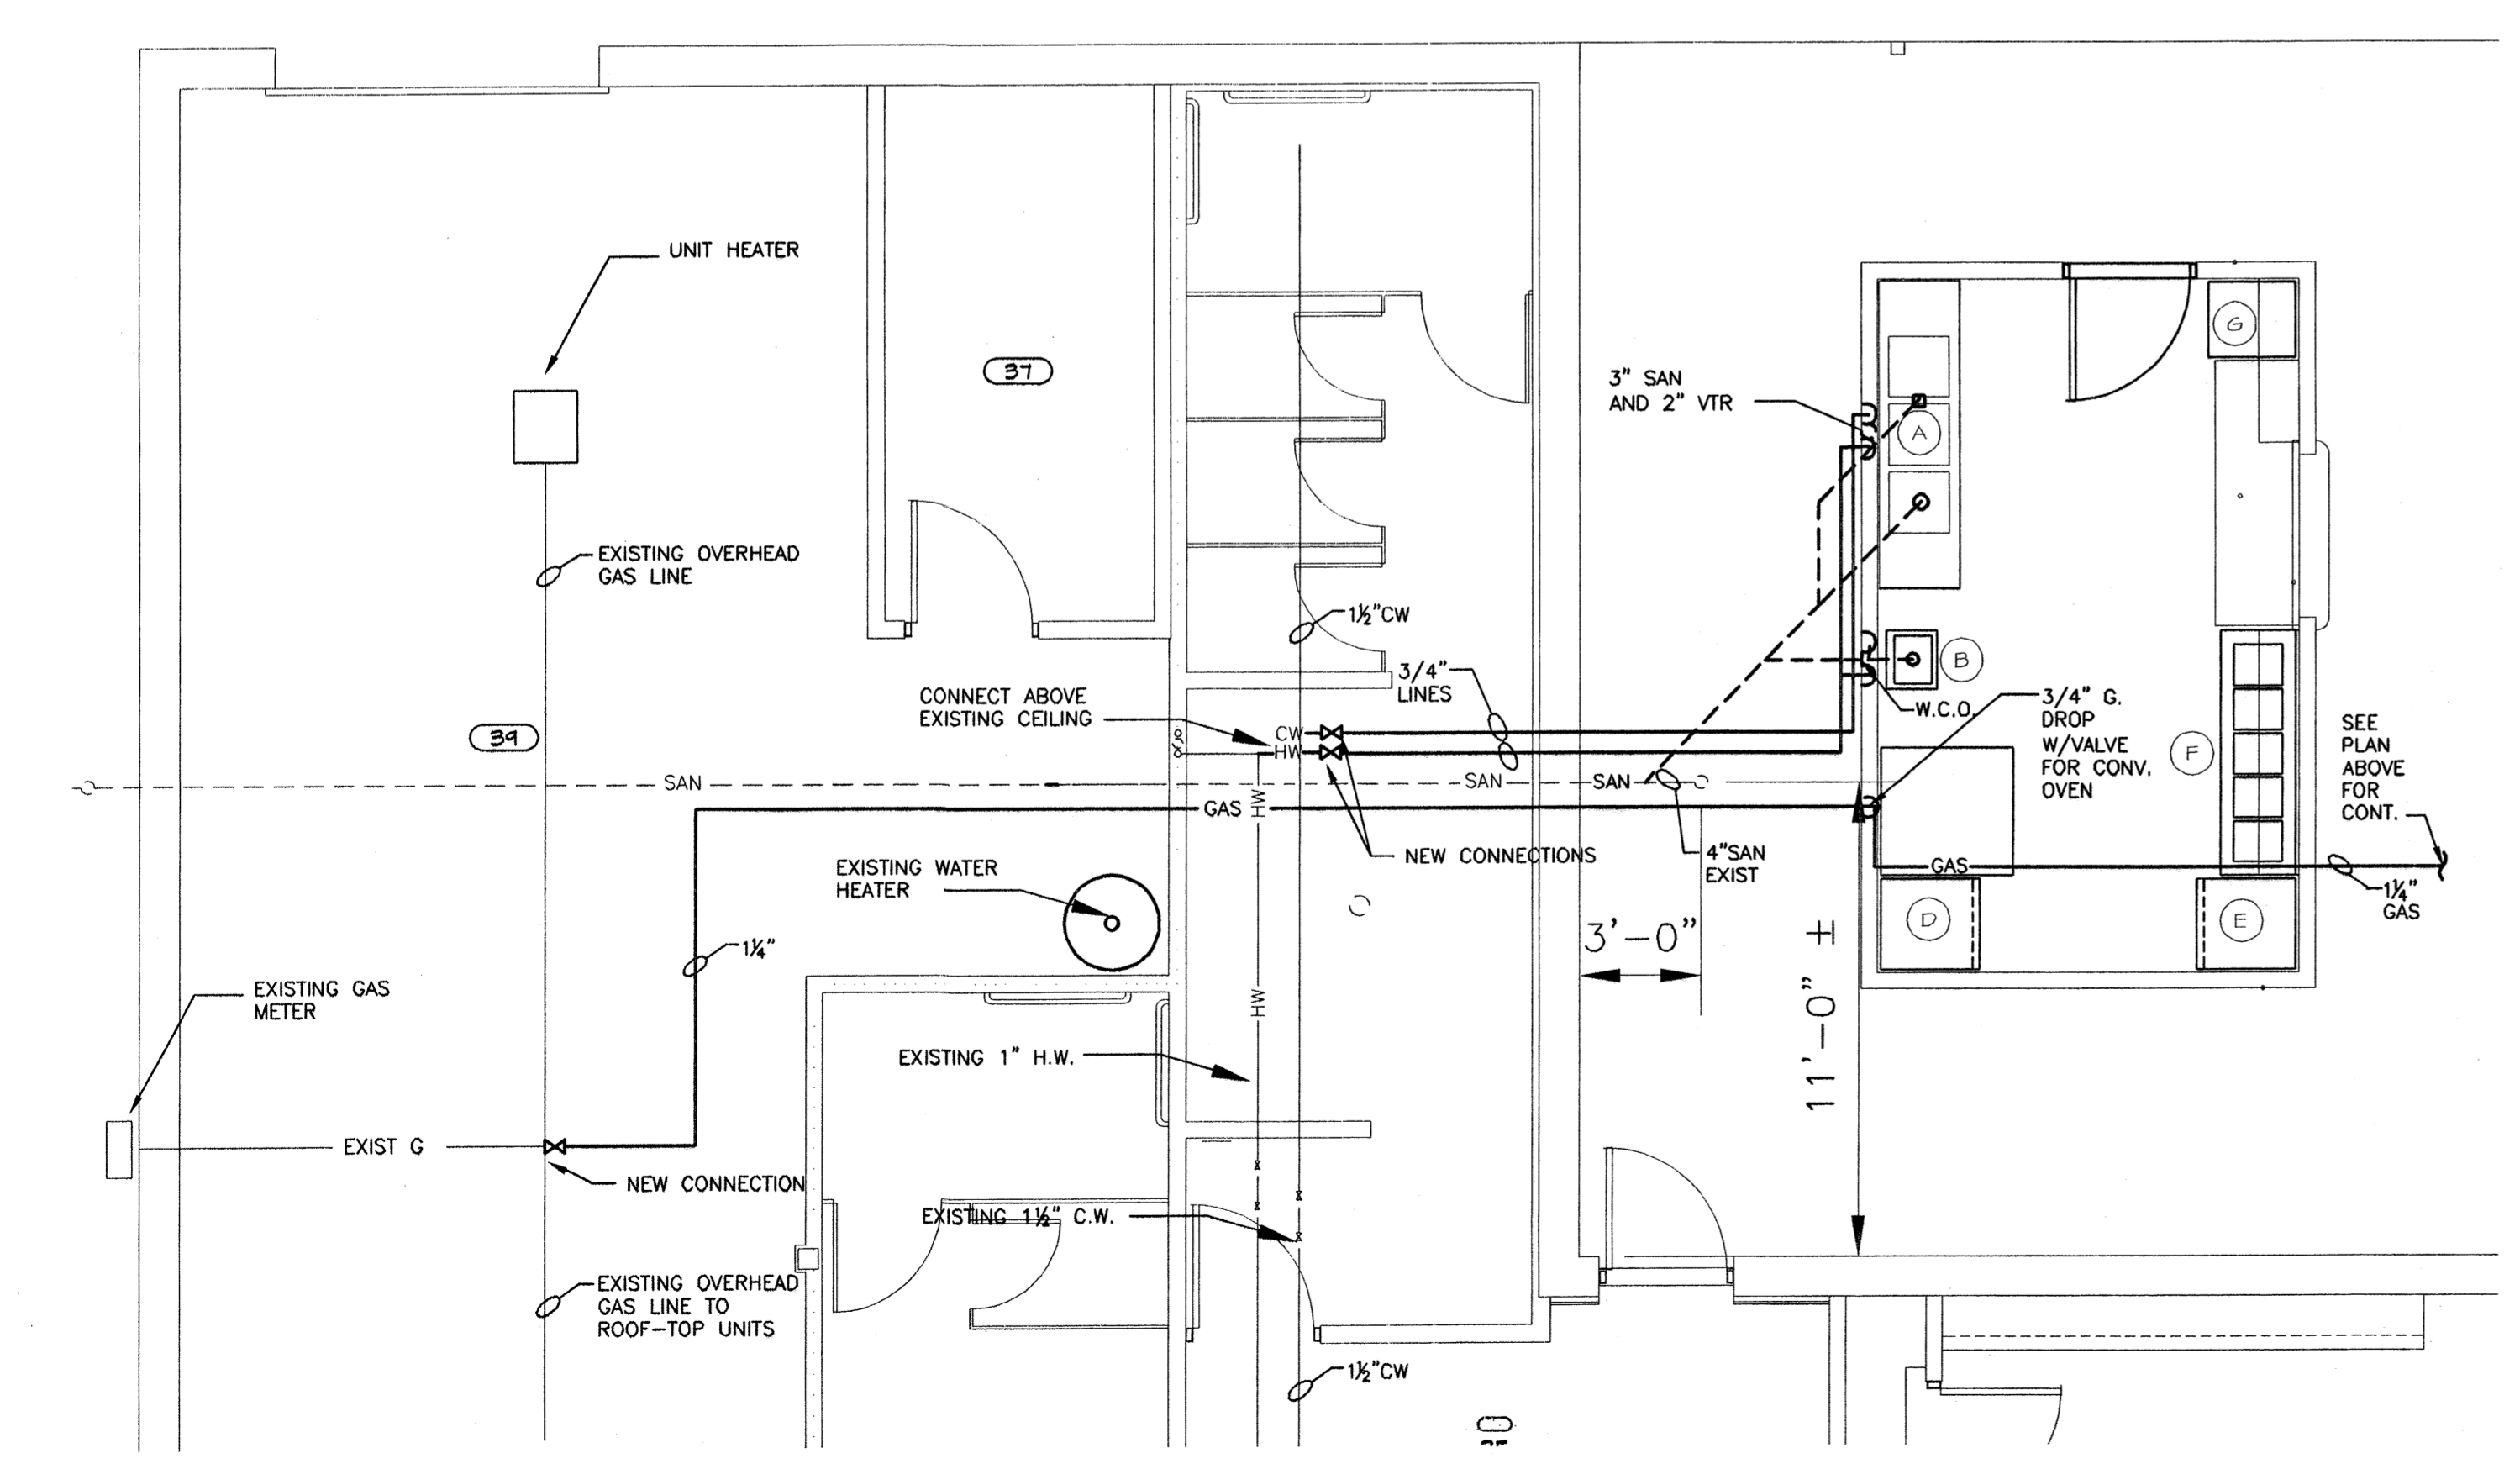 UNIT HEATER
37
G
3" SAN
AND 2" VTR
A
EXISTING OVERHEAD
GAS LINE
1½"CW
B
3/4"
LINES
CONNECT ABOVE
EXISTING CEILING
CW
HW
W.C.O.
3/4" G.
DROP
W/VALVE
FOR CONV.
OVEN
F
SEE
PLAN
ABOVE
FOR
CONT.
39
SAN
SAN
SAN
GAS
HW
NEW CONNECTIONS
4"SAN
EXIST
GAS
1¼"
GAS
EXISTING WATER
HEATER
D
E
3'-0"
11'-0" ±
1¼"
EXISTING GAS
METER
HW
EXISTING 1" H.W.
EXIST G
NEW CONNECTION
EXISTING 1½" C.W.
EXISTING OVERHEAD
GAS LINE TO
ROOF-TOP UNITS
1½"CW